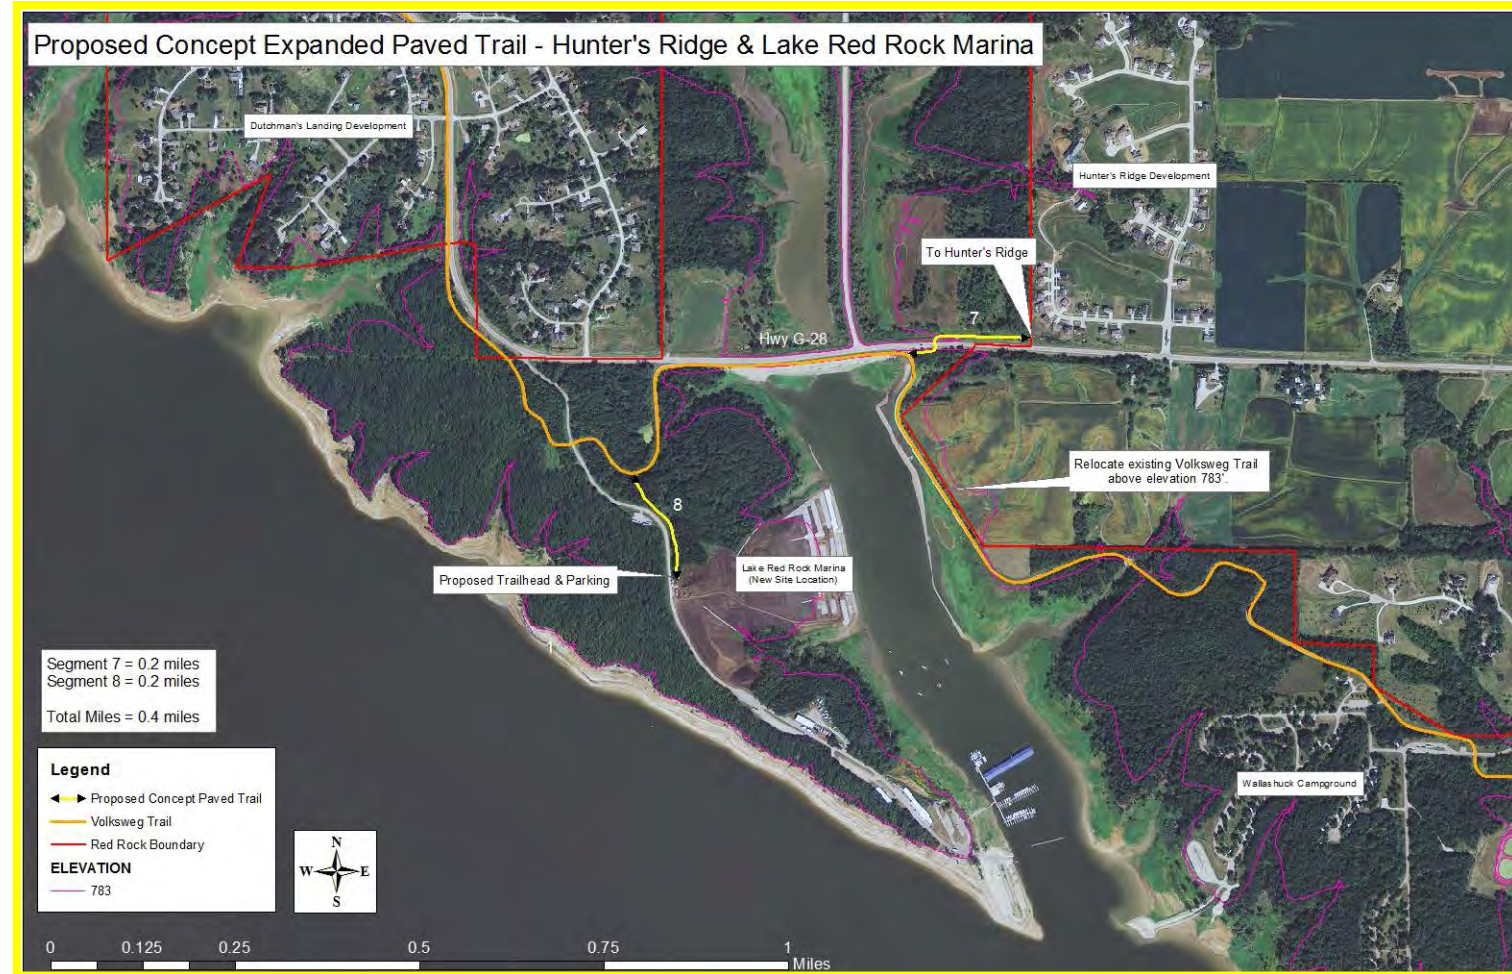 Proposed Concept Expanded Paved Trail - Hunter's Ridge & Lake Red Rock Marina
Dutchman's Landing Development
Hunter's Ridge Development
To Hunter's Ridge
7
Hwy G-28
Relocate existing Volksweg Trail
above elevation 783'.
8
Lake Red Rock Marina
(New Site Location)
Proposed Trailhead & Parking
1
Segment 7 = 0.2 miles
Segment 8 = 0.2 miles
Total Miles = 0.4 miles
Wallashuck Campground
Legend
Proposed Concept Paved Trail
Volksweg Trail
Red Rock Boundary
ELEVATION
783
N
W E
S
0 0.125 0.25 0.5 0.75 1
Miles